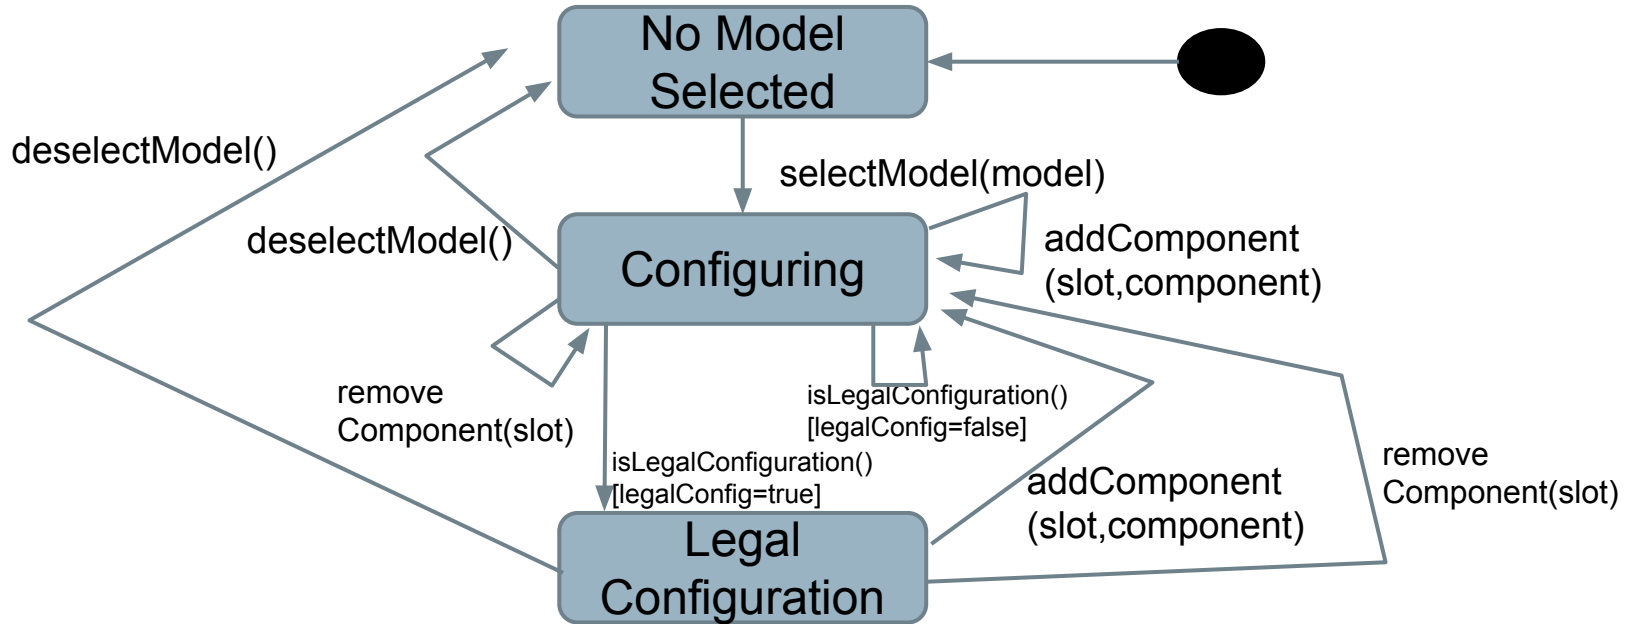 No Model
Selected
deselectModel()
selectModel(model)
deselectModel()
Configuring
addComponent
(slot,component)
remove
Component(slot)
isLegalConfiguration()
[legalConfig=false]
isLegalConfiguration()
[legalConfig=true]
addComponent
(slot,component)
remove
Component(slot)
Legal
Configuration